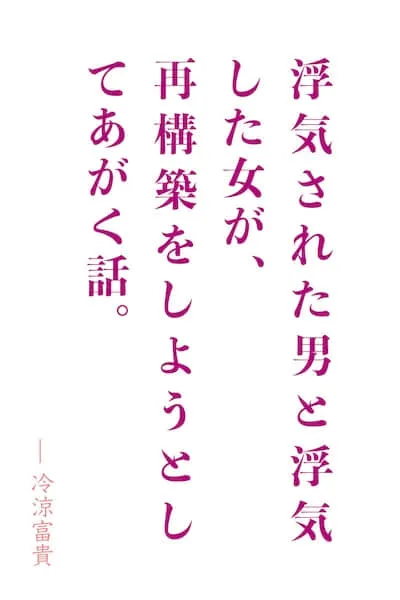 浮気された男と浮気
した女が、
再構築をしようとし
てあがく話。
― 冷涼富貴